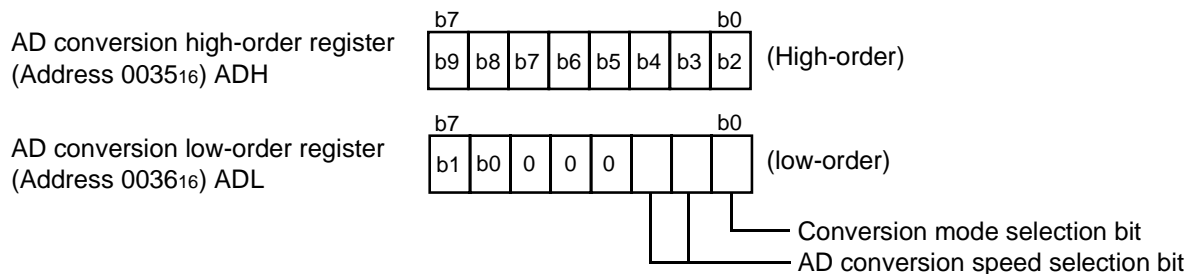 b7 b0
AD conversion high-order register
(Address 003516) ADH
b9 b8 b7 b6 b5 b4 b3 b2 (High-order)
b7 b0
AD conversion low-order register
(Address 003616) ADL
b1 b0 0 0 0 (low-order)
Conversion mode selection bit
AD conversion speed selection bit